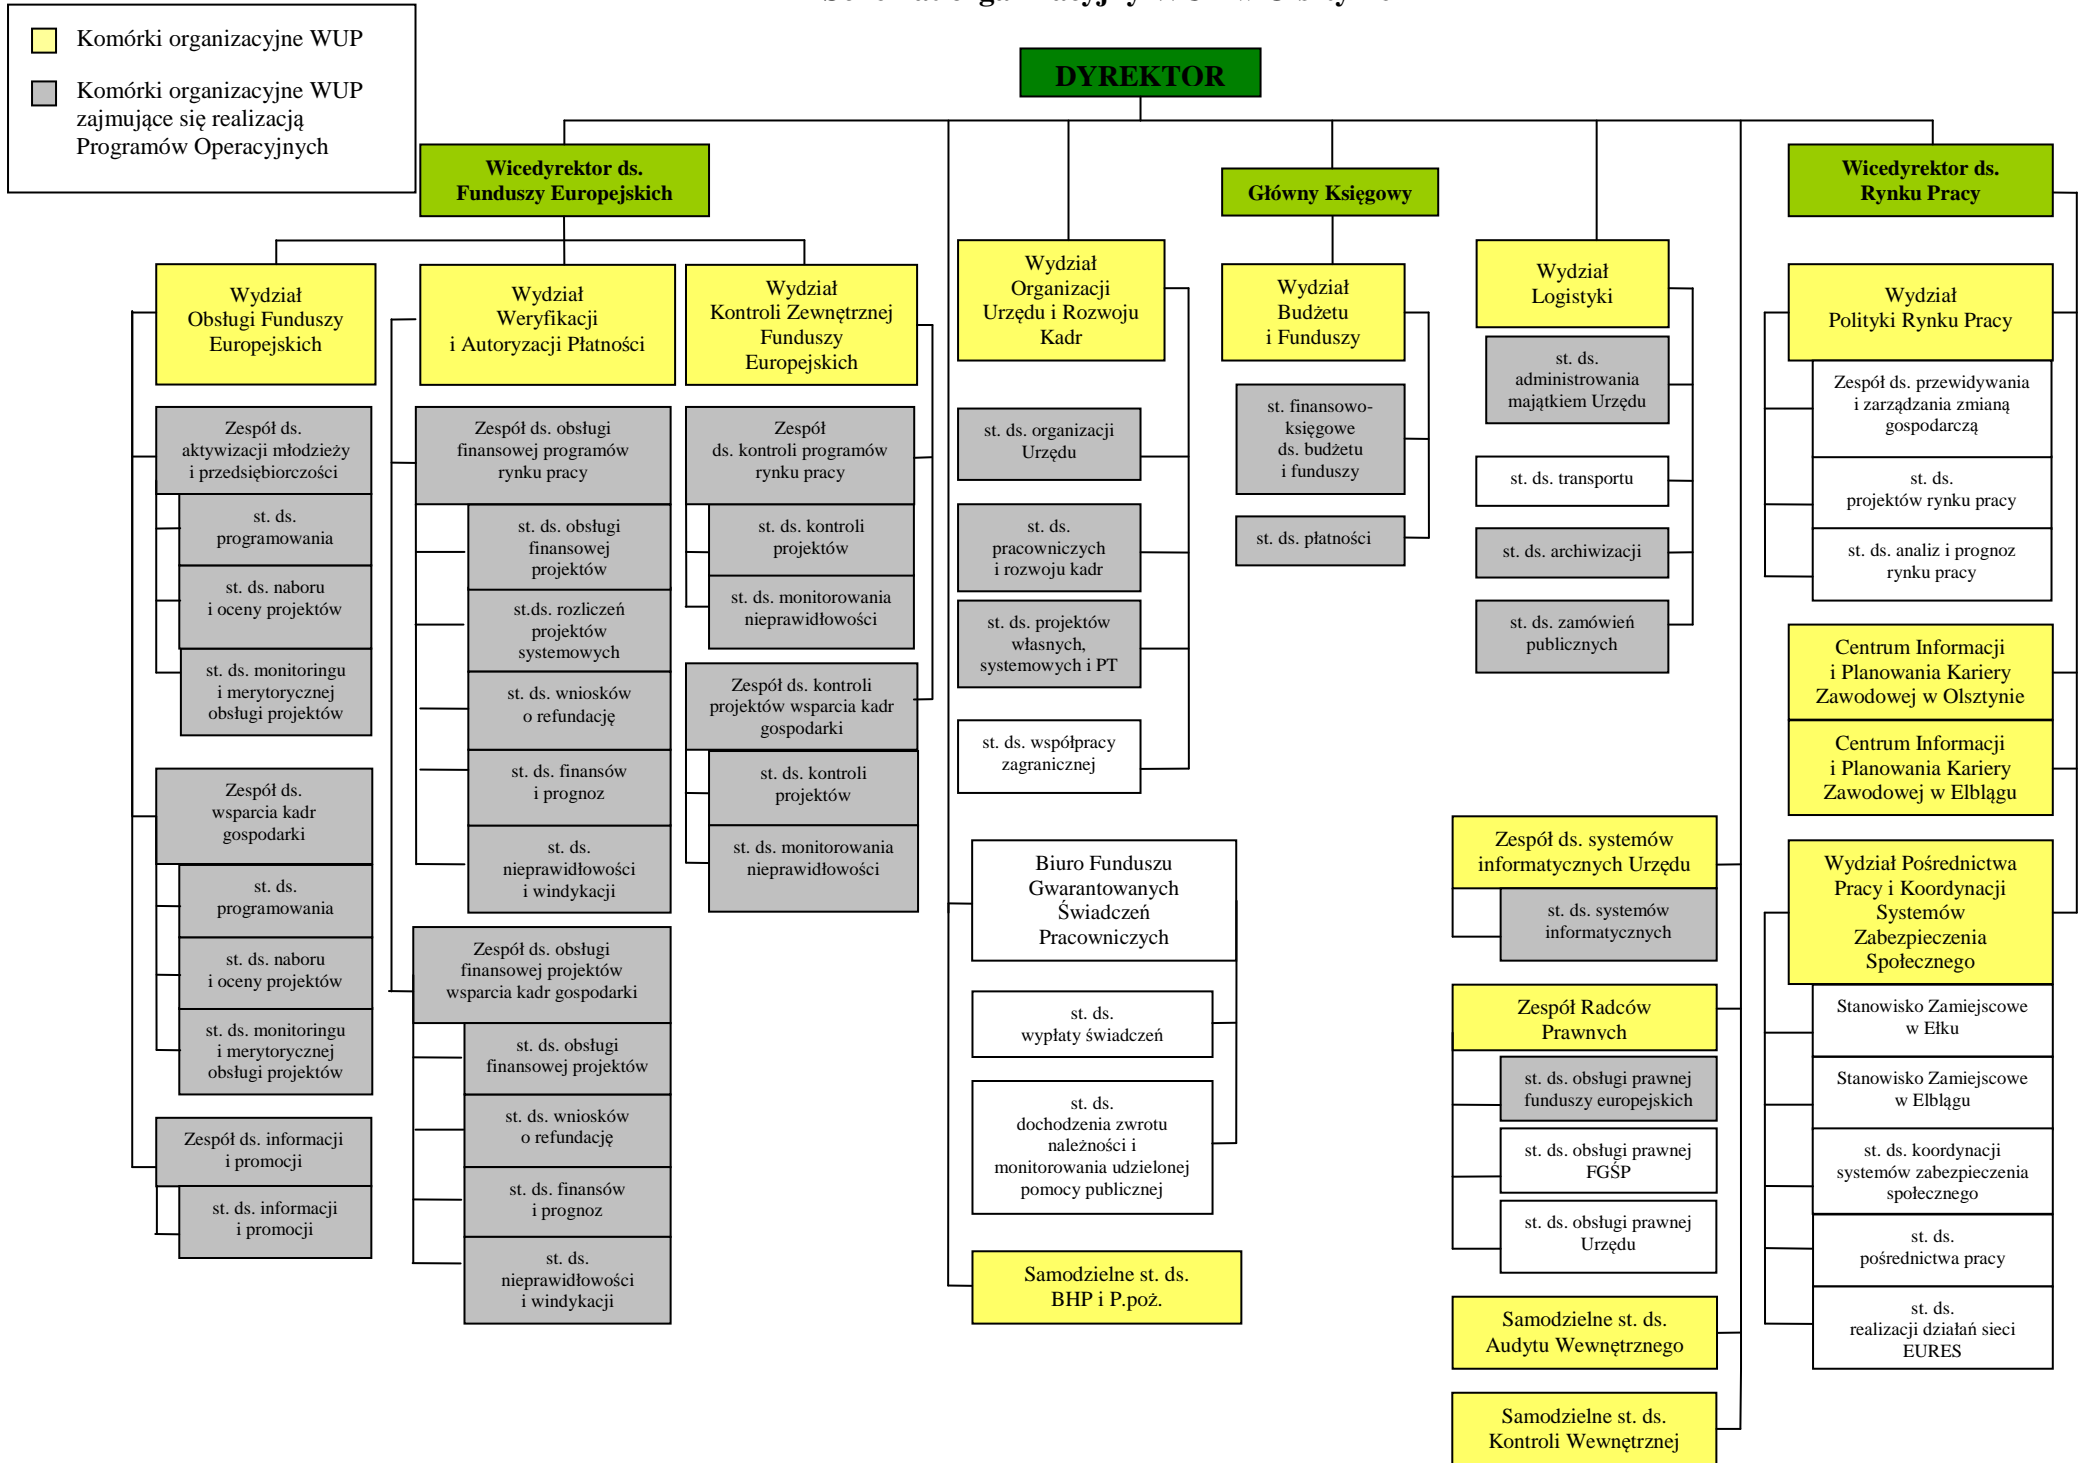 Komórki organizacyjne WUP
Komórki organizacyjne WUP
zajmujące się realizacją
Programów Operacyjnych
DYREKTOR
Wicedyrektor ds.
Funduszy Europejskich
Główny Księgowy
Wicedyrektor ds.
Rynku Pracy
Wydział
Obsługi Funduszy
Europejskich
Zespół ds.
aktywizacji młodzieży
i przedsiębiorczości
st. ds.
programowania
st. ds. naboru
i oceny projektów
st. ds. monitoringu
i merytorycznej
obsługi projektów
Zespół ds.
wsparcia kadr
gospodarki
st. ds.
programowania
st. ds. naboru
i oceny projektów
st. ds. monitoringu
i merytorycznej
obsługi projektów
Zespół ds. informacji
i promocji
st. ds. informacji
i promocji
Wydział
Weryfikacji
i Autoryzacji Płatności
Zespół ds. obsługi
finansowej programów
rynku pracy
st. ds. obsługi
finansowej
projektów
st.ds. rozliczeń
projektów
systemowych
st. ds. wniosków
o refundację
st. ds. finansów
i prognoz
st. ds.
nieprawidłowości
i windykacji
Zespół ds. obsługi
finansowej projektów
wsparcia kadr gospodarki
st. ds. obsługi
finansowej projektów
st. ds. wniosków
o refundację
st. ds. finansów
i prognoz
st. ds.
nieprawidłowości
i windykacji
Wydział
Kontroli Zewnętrznej
Funduszy
Europejskich
Zespół
ds. kontroli programów
rynku pracy
st. ds. kontroli
projektów
st. ds. monitorowania
nieprawidłowości
Zespół ds. kontroli
projektów wsparcia kadr
gospodarki
st. ds. kontroli
projektów
st. ds. monitorowania
nieprawidłowości
Wydział
Organizacji
Urzędu i Rozwoju
Kadr
st. ds. organizacji
Urzędu
st. ds.
pracowniczych
i rozwoju kadr
st. ds. projektów
własnych,
systemowych i PT
st. ds. współpracy
zagranicznej
Biuro Funduszu
Gwarantowanych
Świadczeń
Pracowniczych
st. ds.
wypłaty świadczeń
st. ds.
dochodzenia zwrotu
należności i
monitorowania udzielonej
pomocy publicznej
Samodzielne st. ds.
BHP i P.poż.
Wydział
Budżetu
i Funduszy
st. finansowo-
księgowe
ds. budżetu
i funduszy
st. ds. płatności
Wydział
Logistyki
st. ds.
administrowania
majątkiem Urzędu
st. ds. transportu
st. ds. archiwizacji
st. ds. zamówień
publicznych
Zespół ds. systemów
informatycznych Urzędu
st. ds. systemów
informatycznych
Zespół Radców
Prawnych
st. ds. obsługi prawnej
funduszy europejskich
st. ds. obsługi prawnej
FGŚP
st. ds. obsługi prawnej
Urzędu
Samodzielne st. ds.
Audytu Wewnętrznego
Samodzielne st. ds.
Kontroli Wewnętrznej
Wydział
Polityki Rynku Pracy
Zespół ds. przewidywania
i zarządzania zmianą
gospodarczą
st. ds.
projektów rynku pracy
st. ds. analiz i prognoz
rynku pracy
Centrum Informacji
i Planowania Kariery
Zawodowej w Olsztynie
Centrum Informacji
i Planowania Kariery
Zawodowej w Elblągu
Wydział Pośrednictwa
Pracy i Koordynacji
Systemów
Zabezpieczenia
Społecznego
Stanowisko Zamiejscowe
w Ełku
Stanowisko Zamiejscowe
w Elblągu
st. ds. koordynacji
systemów zabezpieczenia
społecznego
st. ds.
pośrednictwa pracy
st. ds.
realizacji działań sieci
EURES